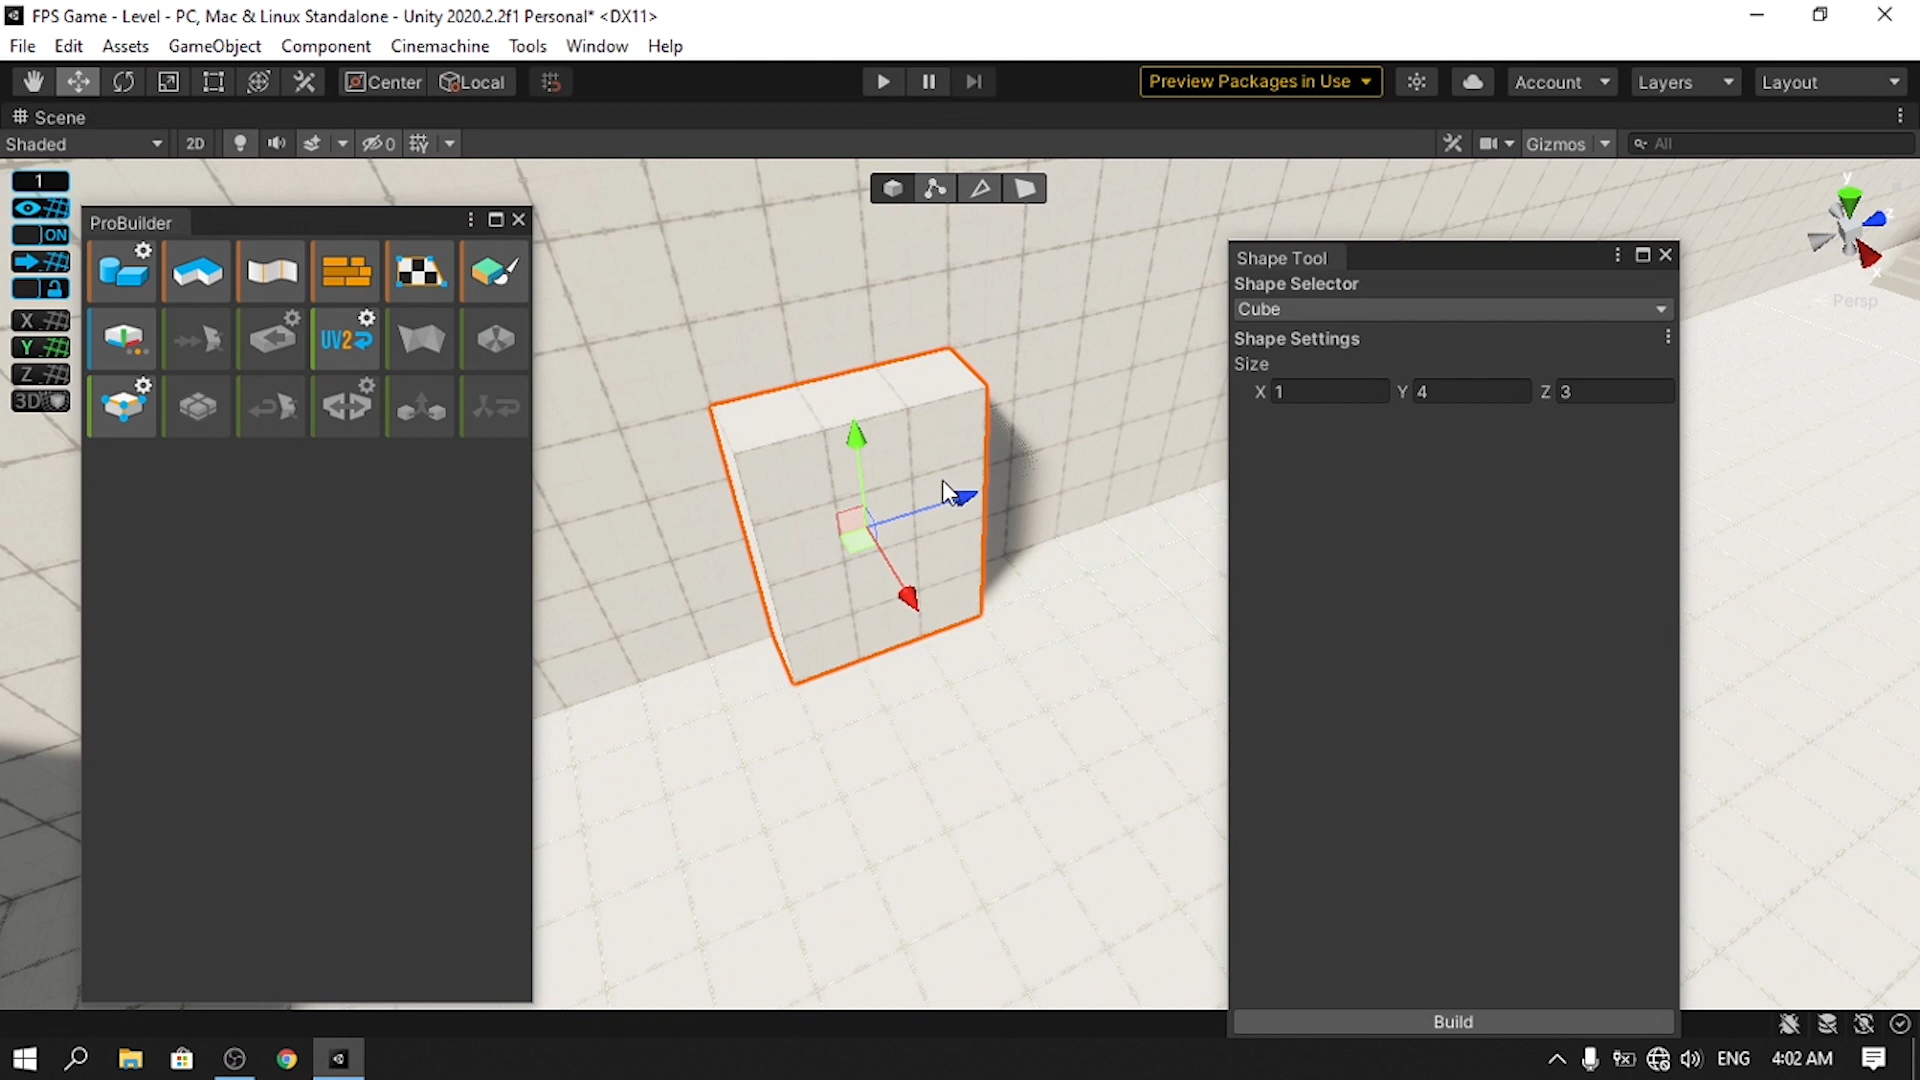 FPS Game - Level - PC, Mac & Linux Standalone - Unity 2020.2.2f1 Personal* <DX11>
File Edit Assets GameObject Component Cinemachine Tools Window Help
Center Local Preview Packages in Use Account Layers Layout
Scene
Shaded 2D 0 Gizmos All
1
ON
X
Y
Z
3D
ProBuilder
UV2
Shape Tool
Shape Selector
Cube
Shape Settings
Size
X 1 Y 4 Z 3
Build
y
z
x
Persp
ENG 4:02 AM